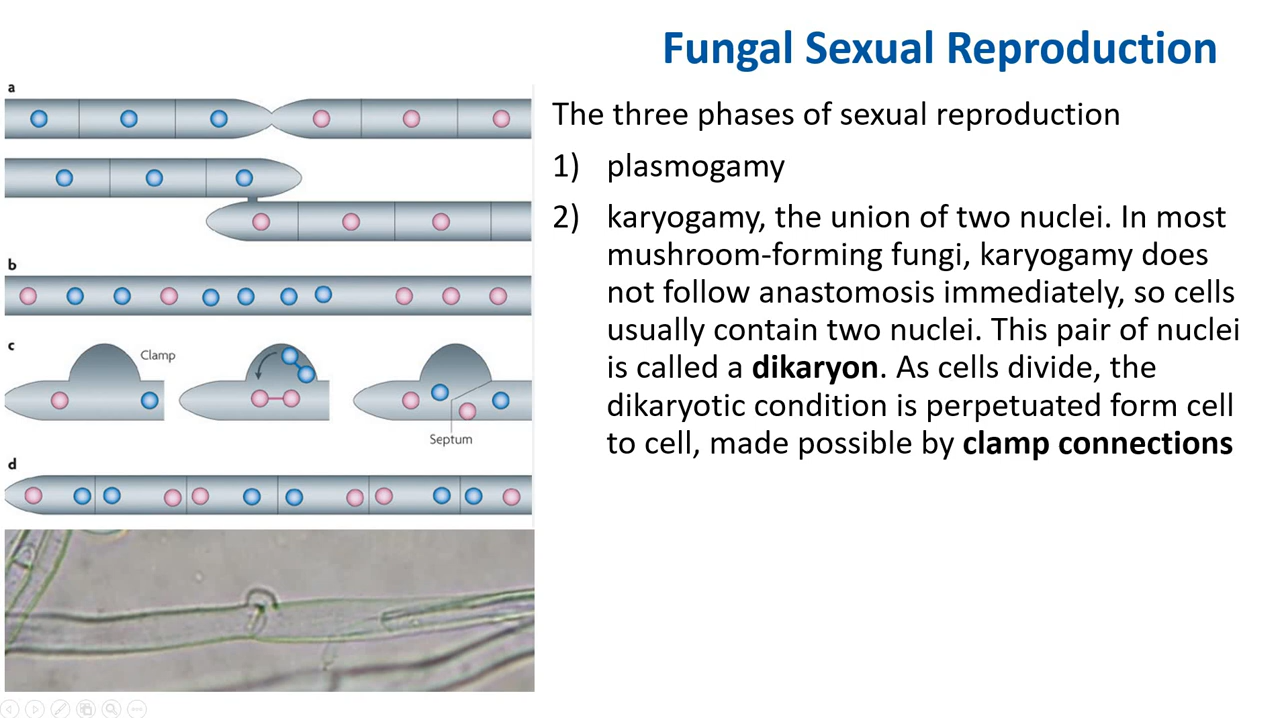 Fungal Sexual Reproduction
a
The three phases of sexual reproduction
1) plasmogamy
2) karyogamy, the union of two nuclei. In most
mushroom-forming fungi, karyogamy does
not follow anastomosis immediately, so cells
usually contain two nuclei. This pair of nuclei
is called a dikaryon. As cells divide, the
dikaryotic condition is perpetuated form cell
to cell, made possible by clamp connections
b
c
Clamp
Septum
d